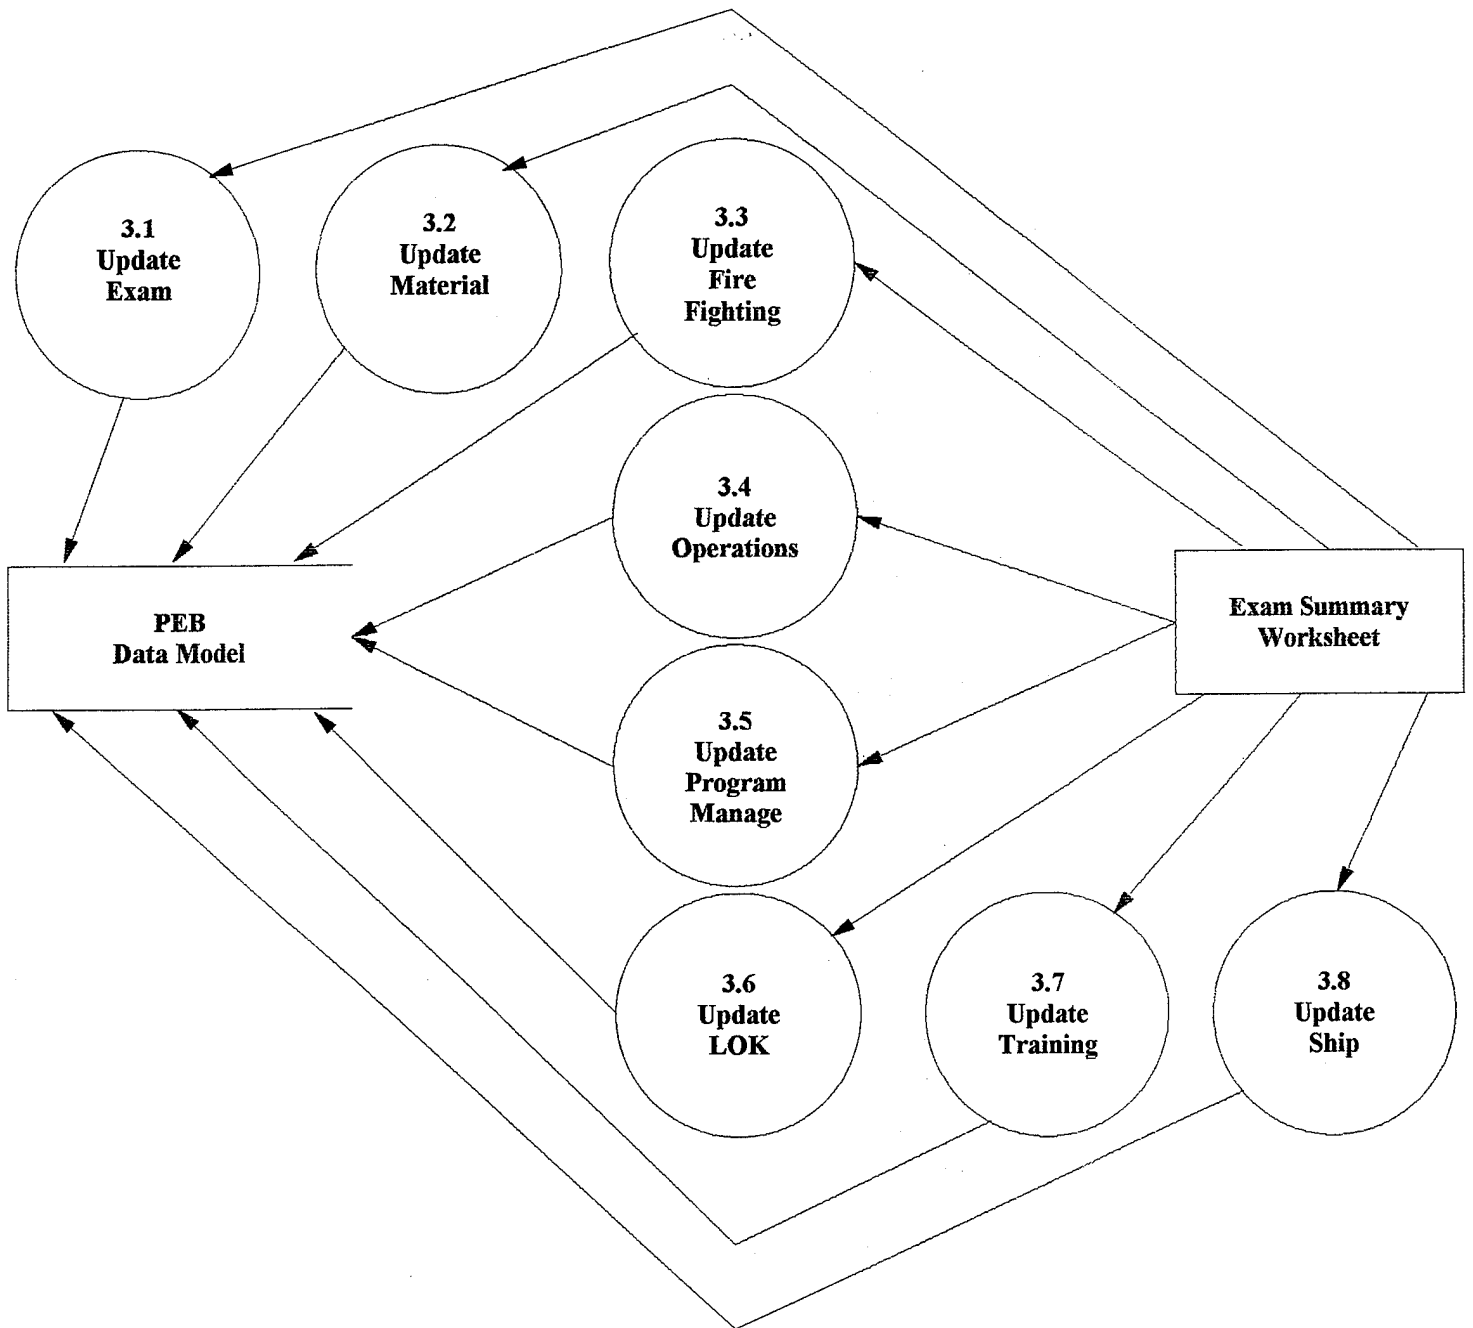 3.1
Update
Exam
3.2
Update
Material
3.3
Update
Fire
Fighting
3.4
Update
Operations
PEB
Data Model
Exam Summary
Worksheet
3.5
Update
Program
Manage
3.6
Update
LOK
3.7
Update
Training
3.8
Update
Ship